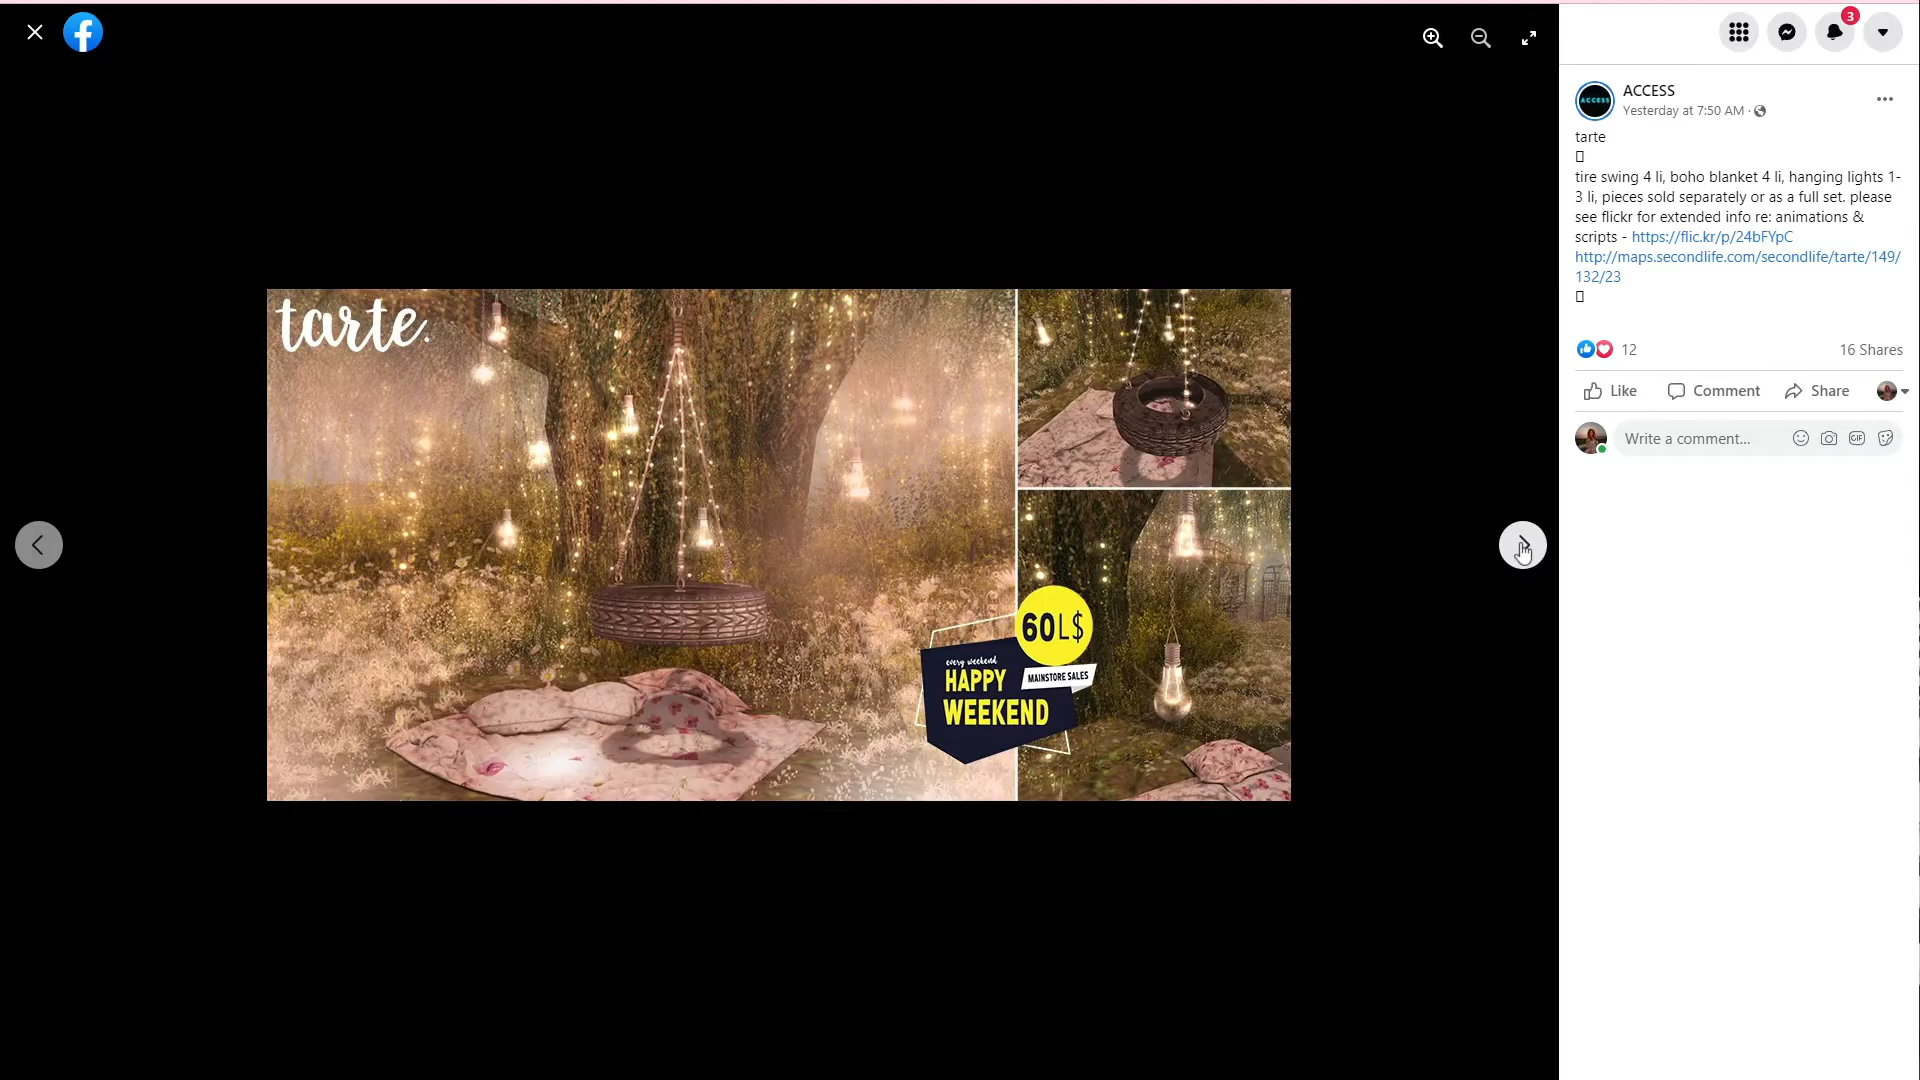 3
ACCESS
ACCESS
Yesterday at 7:50 AM ·
tarte
tire swing 4 li, boho blanket 4 li, hanging lights 1-
3 li, pieces sold separately or as a full set. please
see flickr for extended info re: animations &
scripts - https://flic.kr/p/24bFYpC
http://maps.secondlife.com/secondlife/tarte/149/
132/23
12
16 Shares
Like
Comment
Share
Write a comment...
GIF
tarte.
60L$
every weekend
HAPPY
MAINSTORE SALES
WEEKEND